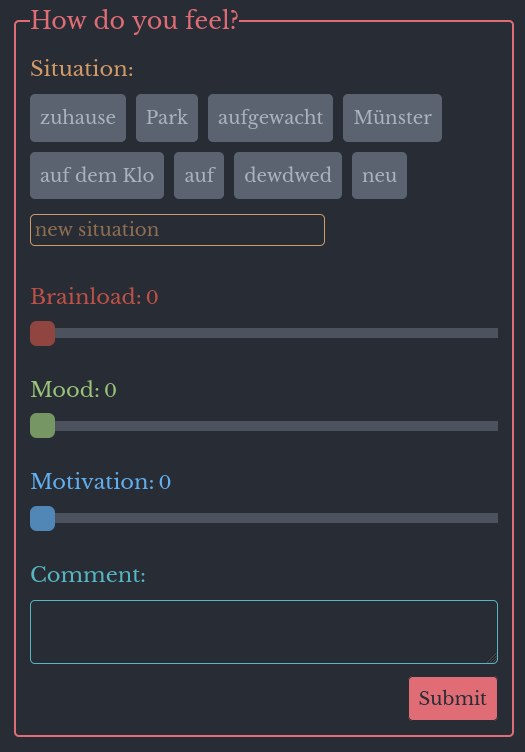 How do you feel?
Situation:
zuhause Park aufgewacht Münster
auf dem Klo auf dewdwed neu
new situation
Brainload: 0
Mood: 0
Motivation: 0
Comment:
Submit